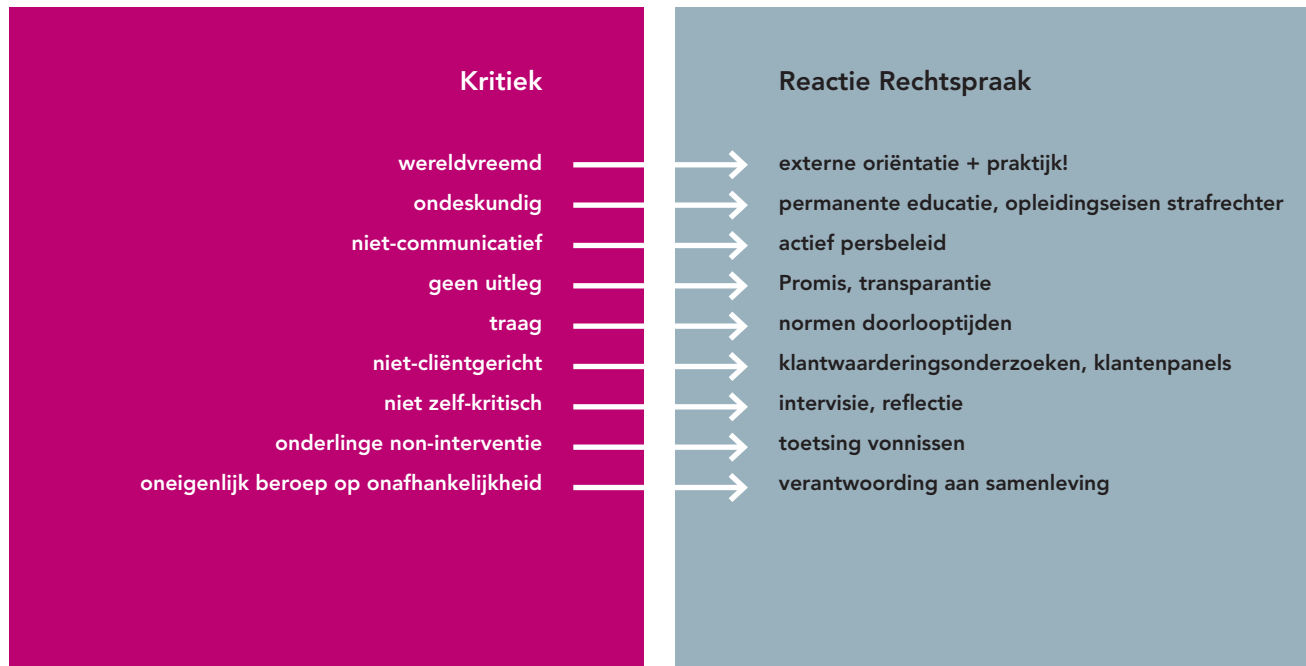 Kritiek Reactie Rechtspraak
wereldvreemd externe oriëntatie + praktijk!
ondeskundig permanente educatie, opleidingseisen strafrechter
niet-communicatief actief persbeleid
geen uitleg Promis, transparantie
traag normen doorlooptijden
niet-cliëntgericht klantwaarderingsonderzoeken, klantenpanels
niet zelf-kritisch intervisie, reflectie
onderlinge non-interventie toetsing vonnissen
oneigenlijk beroep op onafhankelijkheid verantwoording aan samenleving